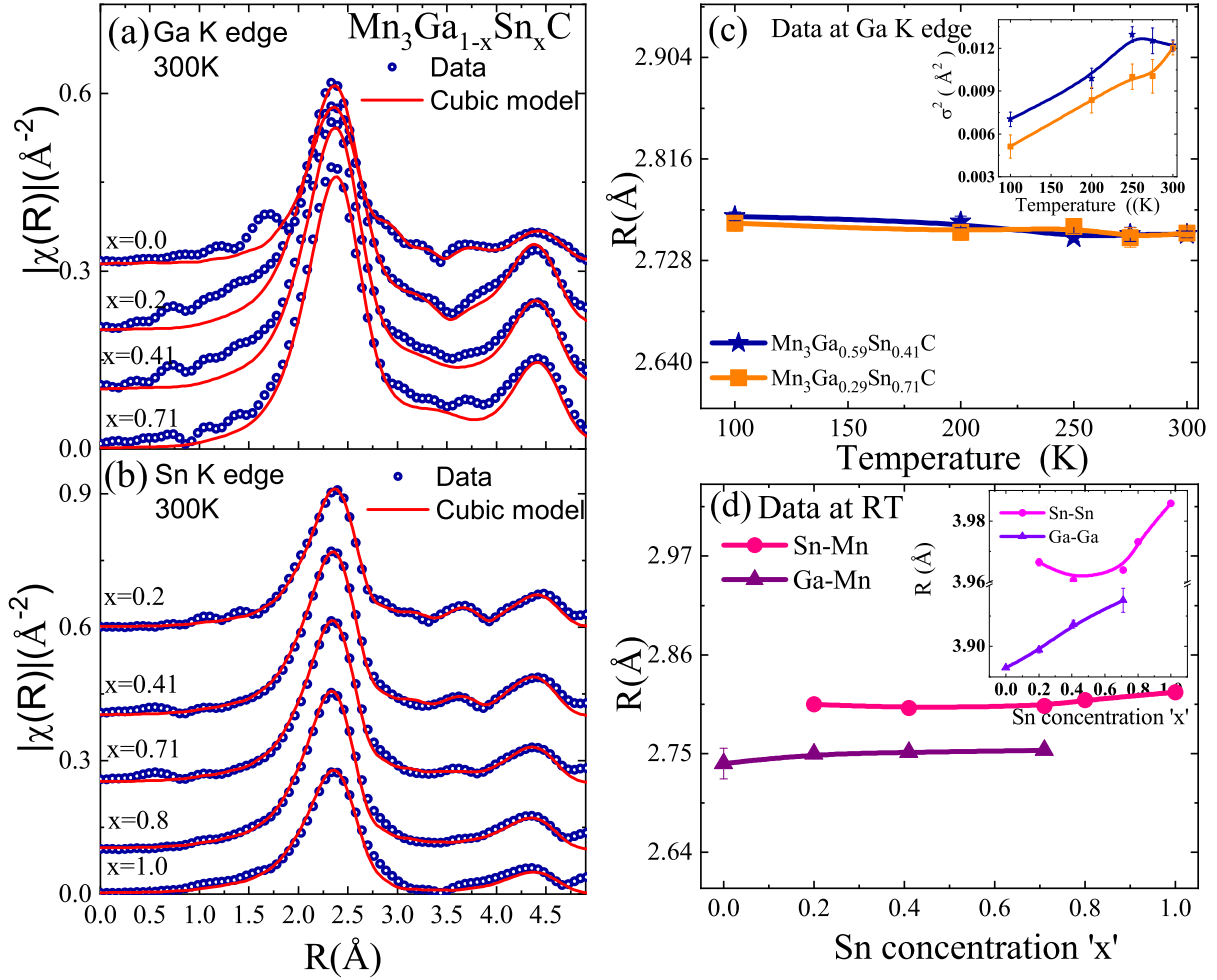 (a) Ga K edge
300K
Mn3Ga1-xSnxC
Data
Cubic model
|χ(R)|(Å-2)
0.6
0.3
0.0
x=0.0
x=0.2
x=0.41
x=0.71
(b) Sn K edge
300K
Data
Cubic model
|χ(R)|(Å-2)
0.9
0.6
0.3
0.0
x=0.2
x=0.41
x=0.71
x=0.8
x=1.0
0.0 0.5 1.0 1.5 2.0 2.5 3.0 3.5 4.0 4.5
R(Å)
(c) Data at Ga K edge
R(Å)
2.904
2.816
2.728
2.640
σ2 (Å2)
0.012
0.009
0.006
0.003
100 150 200 250 300
Temperature ((K)
Mn3Ga0.59Sn0.41C
Mn3Ga0.29Sn0.71C
100 150 200 250 300
Temperature (K)
(d) Data at RT
Sn-Mn
Ga-Mn
R(Å)
2.97
2.86
2.75
2.64
Sn-Sn
Ga-Ga
R (Å)
3.98
3.96
3.90
0.0 0.2 0.4 0.6 0.8 1.0
Sn concentration 'x'
0.0 0.2 0.4 0.6 0.8 1.0
Sn concentration 'x'